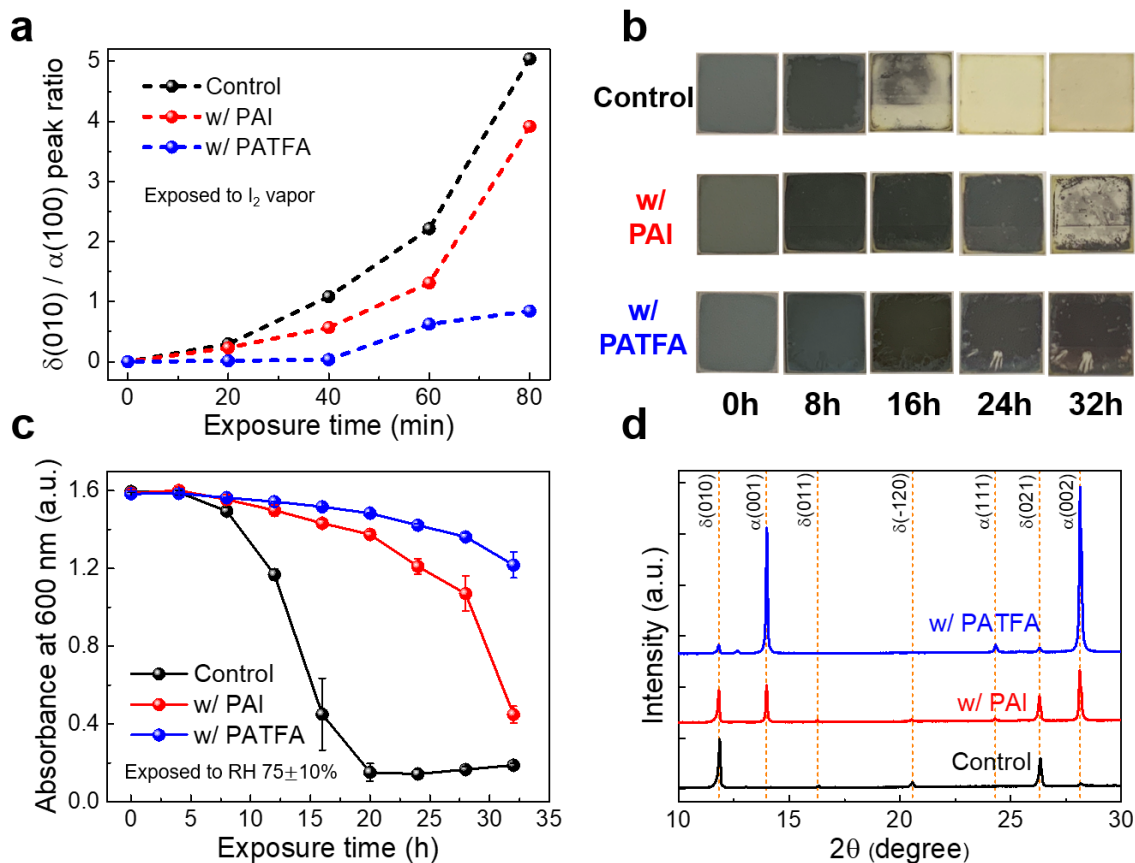 a
δ(010) / α(100) peak ratio
5
4
3
2
1
0
Control
w/ PAI
w/ PATFA
Exposed to I₂ vapor
0 20 40 60 80
Exposure time (min)
b
Control
w/
PAI
w/
PATFA
0h 8h 16h 24h 32h
c
Absorbance at 600 nm (a.u.)
1.6
1.2
0.8
0.4
0.0
Control
w/ PAI
w/ PATFA
Exposed to RH 75±10%
0 5 10 15 20 25 30 35
Exposure time (h)
d
Intensity (a.u.)
δ(010)
α(001)
δ(011)
δ(-120)
α(111)
δ(021)
α(002)
w/ PATFA
w/ PAI
Control
10 15 20 25 30
2θ (degree)